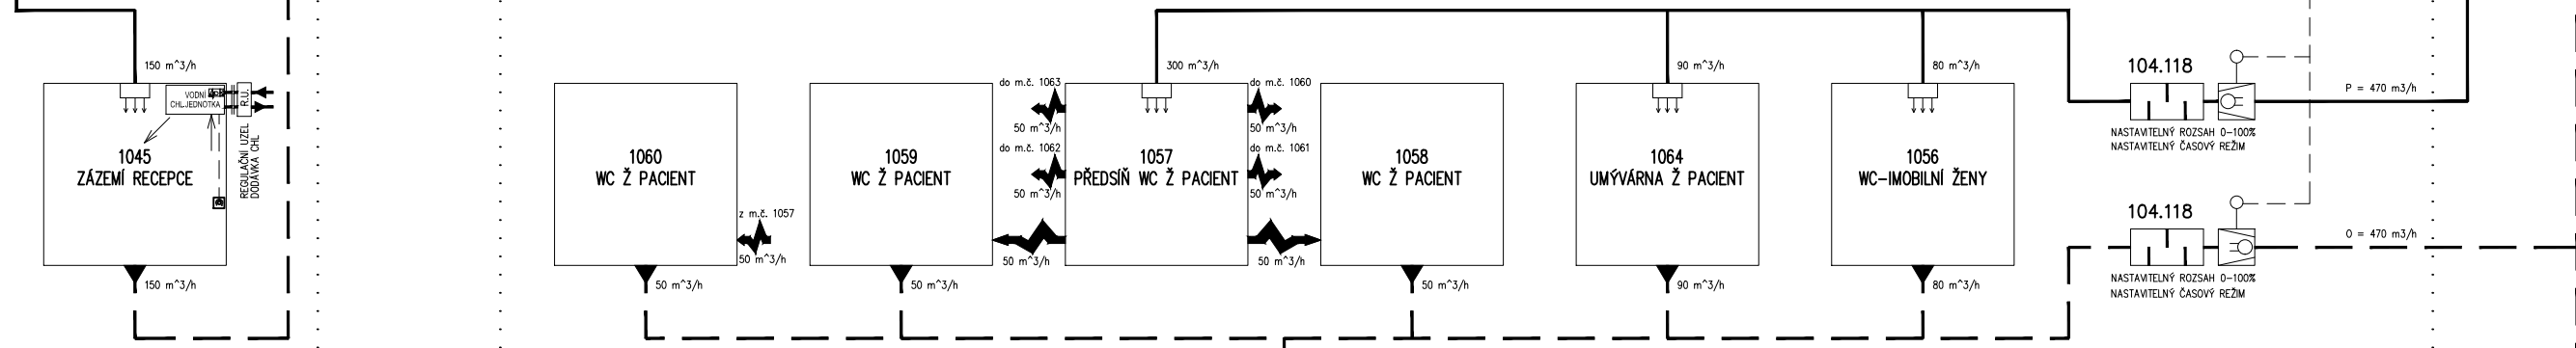 150 m^3/h
VODNÍ
CHL.JEDNOTKA
R.U.
REGULAČNÍ UZEL
DODÁVKA CHL
1045
ZÁZEMÍ RECEPCE
150 m^3/h
1060
WC Ž PACIENT
z m.č. 1057
50 m^3/h
50 m^3/h
1059
WC Ž PACIENT
50 m^3/h
300 m^3/h
do m.č. 1063
50 m^3/h
do m.č. 1062
50 m^3/h
50 m^3/h
1057
PŘEDSÍŇ WC Ž PACIENT
do m.č. 1060
50 m^3/h
do m.č. 1061
50 m^3/h
50 m^3/h
1058
WC Ž PACIENT
50 m^3/h
90 m^3/h
1064
UMÝVÁRNA Ž PACIENT
90 m^3/h
80 m^3/h
1056
WC-IMOBILNÍ ŽENY
80 m^3/h
104.118
P = 470 m3/h
NASTAVITELNÝ ROZSAH 0-100%
NASTAVITELNÝ ČASOVÝ REŽIM
104.118
O = 470 m3/h
NASTAVITELNÝ ROZSAH 0-100%
NASTAVITELNÝ ČASOVÝ REŽIM